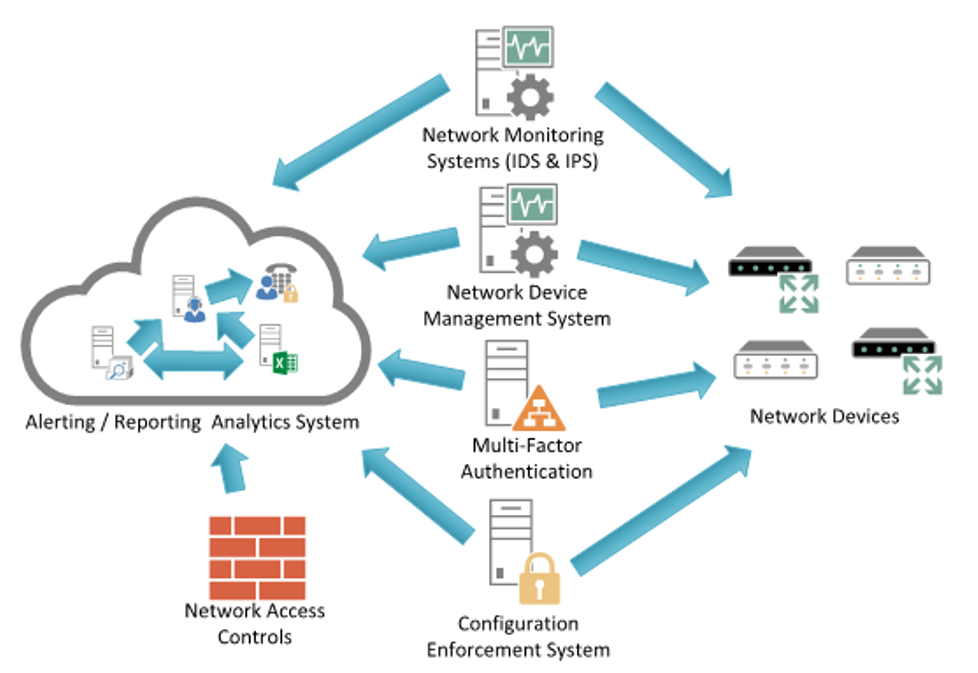 Network Monitoring
Systems (IDS & IPS)
Network Device
Management System
Alerting / Reporting  Analytics System
Network Devices
Multi-Factor
Authentication
Network Access
Controls
Configuration
Enforcement System
X